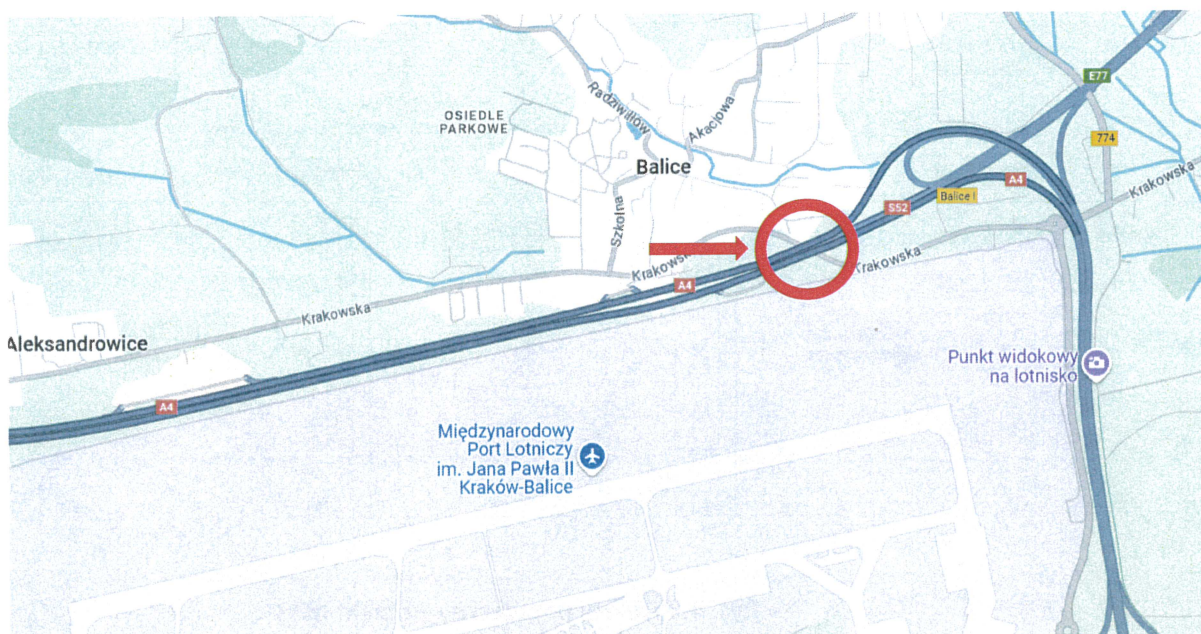 E77
OSIEDLE
PARKOWE
Radziwiłłów
Akacjowa
774
Balice
Krakowska
A4
Balice I
S52
Szkolna
Krakowska
Krakowska
A4
Krakowska
Aleksandrowice
Punkt widokowy
na lotnisko
A4
Międzynarodowy
Port Lotniczy
im. Jana Pawła II
Kraków-Balice